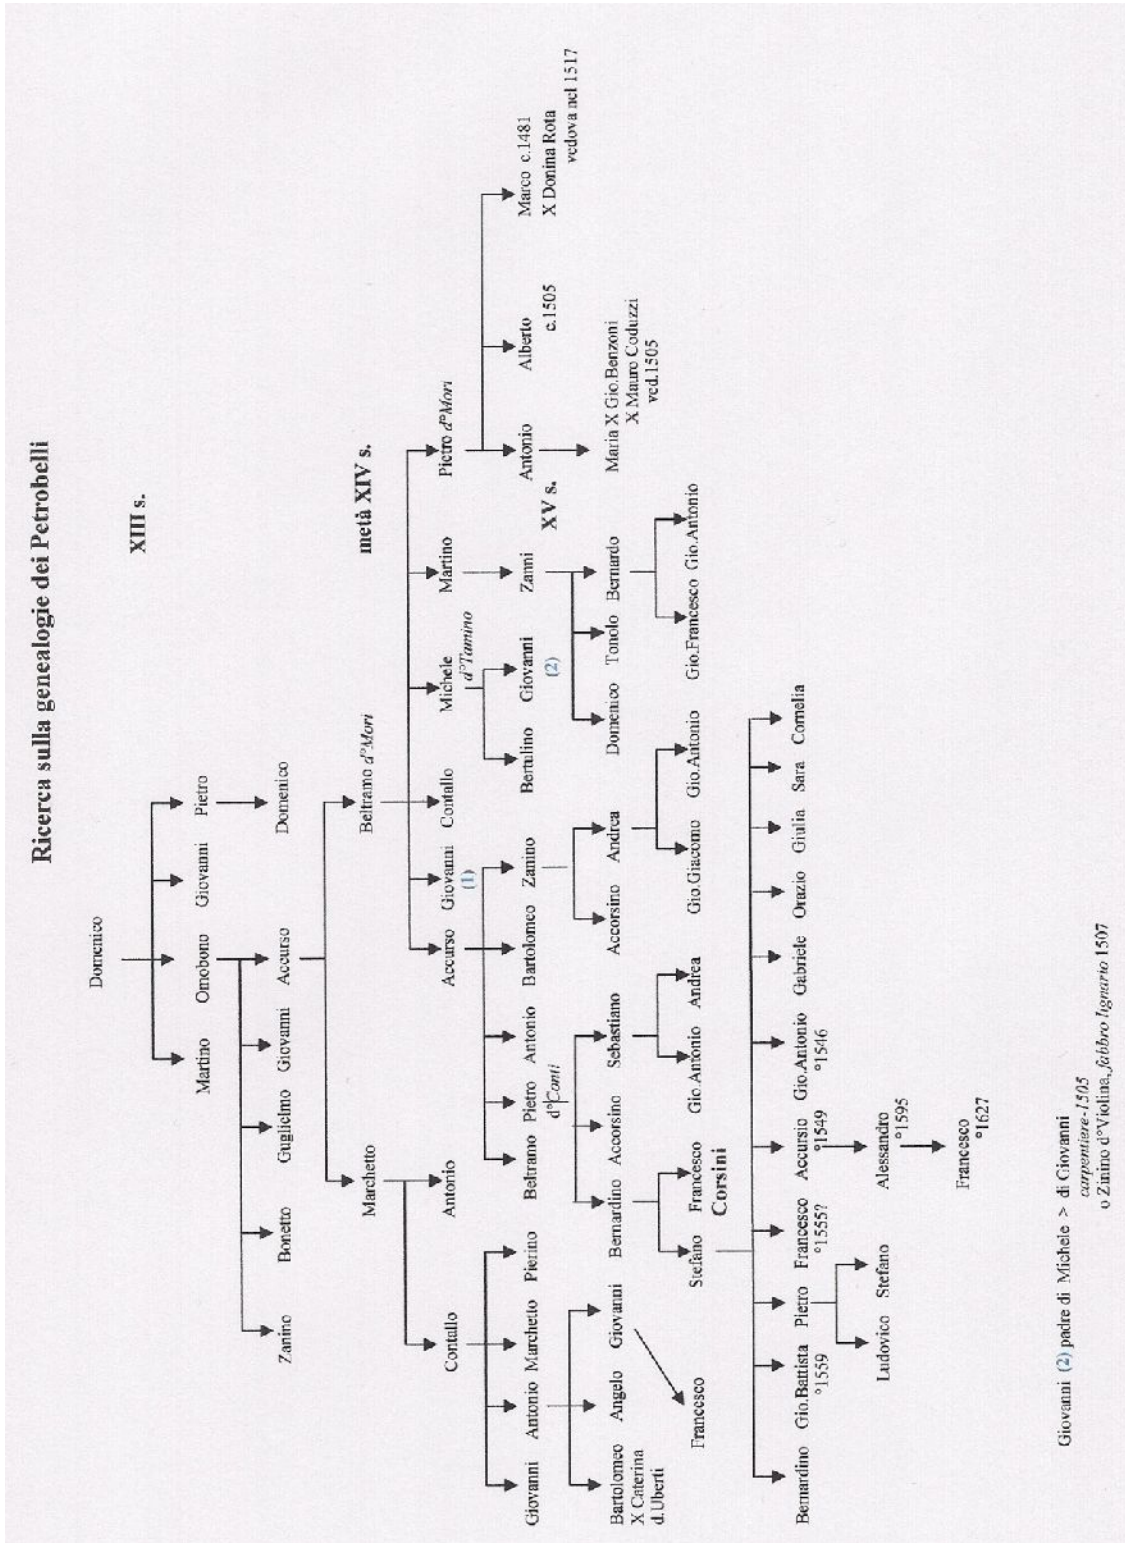 Ricerca sulla genealogie dei Petrobelli
XIII s.
Domenico
Martino Omobono Giovanni Pietro
Zanino Bonetto Guglielmo Giovanni Accurso Domenico
metà XIV s.
Marchetto Beltramo d°Mori
Contallo Antonio Accurso Giovanni Contallo Michele Martino Pietro d°Mori
(1) d°Tamino
Giovanni Antonio Marchetto Pierino Beltramo Pietro Antonio Bartolomeo Zanino Bertulino Giovanni Zanni Antonio Alberto Marco c.1481
d°Conti (2) XV s. c.1505 X Donina Rota
vedova nel 1517
Bartolomeo Angelo Giovanni Bernardino Accorsino Sebastiano Accorsino Andrea Domenico Tonolo Bernardo Maria X Gio.Benzoni
X Caterina X Mauro Coduzzi
d.Uberti ved.1505
Francesco Stefano Francesco Gio.Antonio Andrea Gio.Giacomo Gio.Antonio Gio.Francesco Gio.Antonio
Corsini
Bernardino Gio.Battista Pietro Francesco Accursio Gio.Antonio Gabriele Orazio Giulia Sara Cornelia
°1559 °1555? °1549 °1546
Ludovico Stefano Alessandro
°1595
Francesco
°1627
Giovanni (2) padre di Michele > di Giovanni
carpentiere-1505
o Zinino d°Violina, fabbro lignario 1507